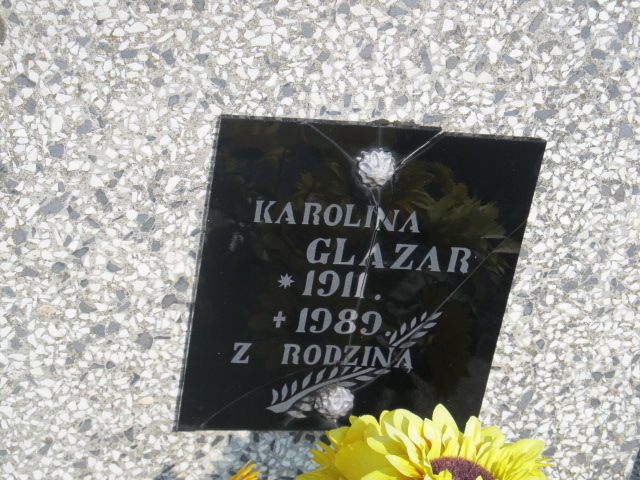 KAROLINA
GLAZAR
* 1911.
+ 1989.
Z RODZINĄ